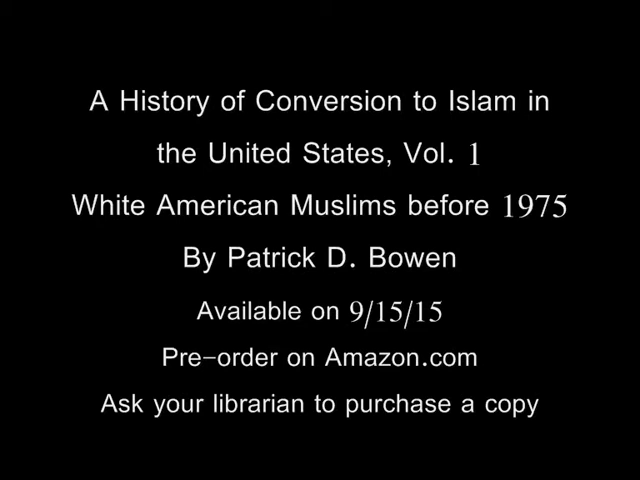 A History of Conversion to Islam in
the United States, Vol. 1
White American Muslims before 1975
By Patrick D. Bowen
Available on 9/15/15
Pre-order on Amazon.com
Ask your librarian to purchase a copy